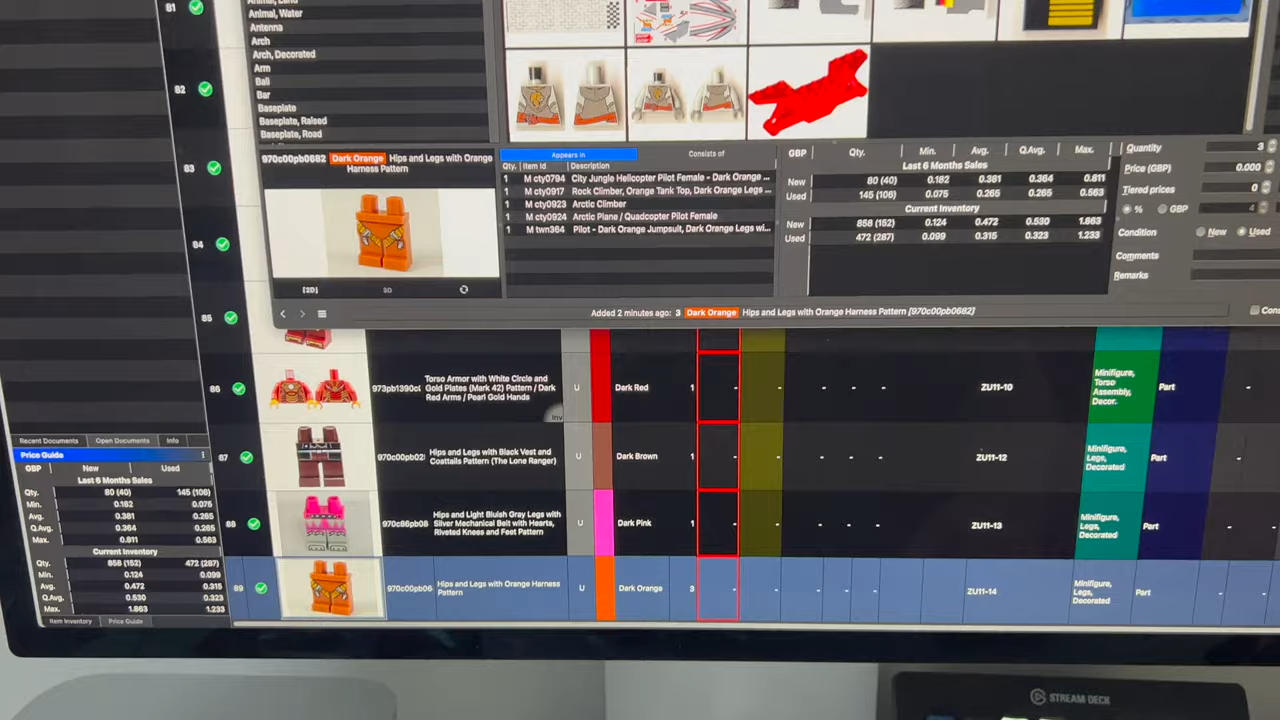 81
Animal, Water
Antenna
Arch
Arch, Decorated
Arm
Ball
Bar
Baseplate
Baseplate, Raised
Baseplate, Road
82
83
84
85
970c00pb0682 Dark Orange Hips and Legs with Orange
Harness Pattern
[2D] 3D
Appears in Consists of
Qty. Item Id Description
1 M cty0794 City Jungle Helicopter Pilot Female - Dark Orange ...
1 M cty0917 Rock Climber, Orange Tank Top, Dark Orange Legs ...
1 M cty0923 Arctic Climber
1 M cty0924 Arctic Plane / Quadcopter Pilot Female
1 M twn364 Pilot - Dark Orange Jumpsuit, Dark Orange Legs wi...
GBP Qty. Min. Avg. Q.Avg. Max.
Last 6 Months Sales
New 80 (40) 0.182 0.381 0.364 0.811
Used 145 (106) 0.075 0.265 0.265 0.563
Current Inventory
New 858 (152) 0.124 0.472 0.530 1.863
Used 472 (287) 0.099 0.315 0.323 1.233
Quantity 3
Price (GBP) 0.000
Tiered prices 0
% GBP 4
Condition New Used
Comments
Remarks
Added 2 minutes ago: 3 Dark Orange Hips and Legs with Orange Harness Pattern [970c00pb0682]
Cons
86 973pb1390c Torso Armor with White Circle and
Gold Plates (Mark 42) Pattern / Dark
Red Arms / Pearl Gold Hands
U Dark Red 1 - - - - - ZU11-10 Minifigure,
Torso
Assembly,
Decor.
Part -
Inv
87 970c00pb02 Hips and Legs with Black Vest and
Coattails Pattern (The Lone Ranger)
U Dark Brown 1 - - - - - ZU11-12 Minifigure,
Legs,
Decorated
Part -
88 970c86pb08 Hips and Light Bluish Gray Legs with
Silver Mechanical Belt with Hearts,
Riveted Knees and Feet Pattern
U Dark Pink 1 - - - - - ZU11-13 Minifigure,
Legs,
Decorated
Part - -
89 970c00pb06 Hips and Legs with Orange Harness
Pattern
U Dark Orange 3 - - - - - ZU11-14 Minifigure,
Legs,
Decorated
Part - -
Recent Documents Open Documents Info
Price Guide
GBP New Used
Last 6 Months Sales
Qty. 80 (40) 145 (106)
Min. 0.182 0.075
Avg. 0.381 0.265
Q.Avg. 0.364 0.265
Max. 0.811 0.563
Current Inventory
Qty. 858 (152) 472 (287)
Min. 0.124 0.099
Avg. 0.472 0.315
Q.Avg. 0.530 0.323
Max. 1.863 1.233
Item Inventory Price Guide
STREAM DECK